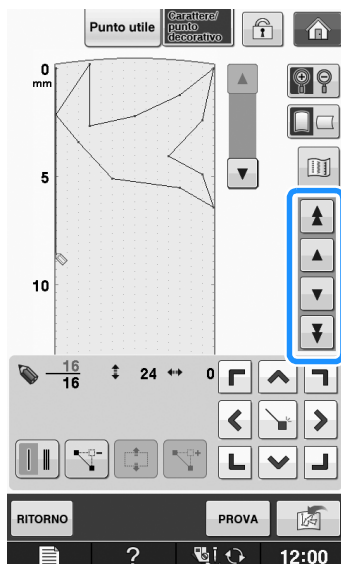 Punto utile
Carattere/
punto
decorativo
0
mm
5
10
16
16
24
0
RITORNO
PROVA
?
12:00